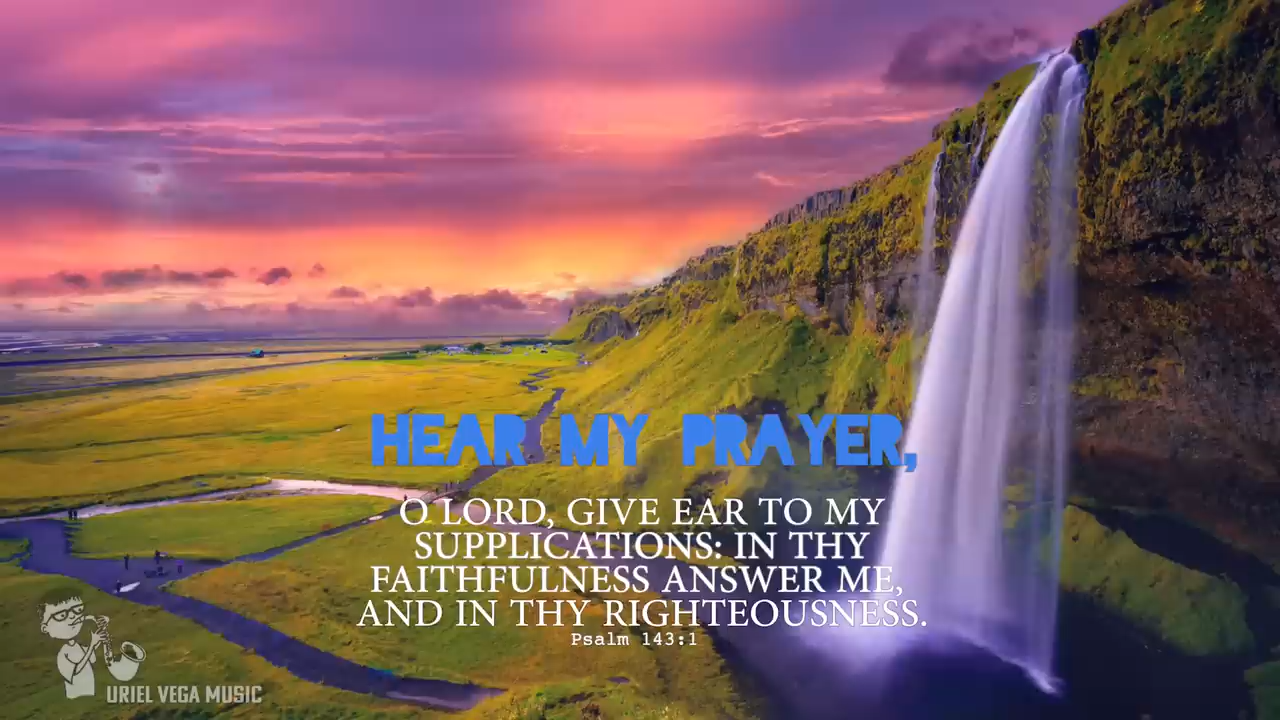 HEAR MY PRAYER,
O LORD, GIVE EAR TO MY
SUPPLICATIONS: IN THY
FAITHFULNESS ANSWER ME,
AND IN THY RIGHTEOUSNESS.
Psalm 143:1
URIEL VEGA MUSIC